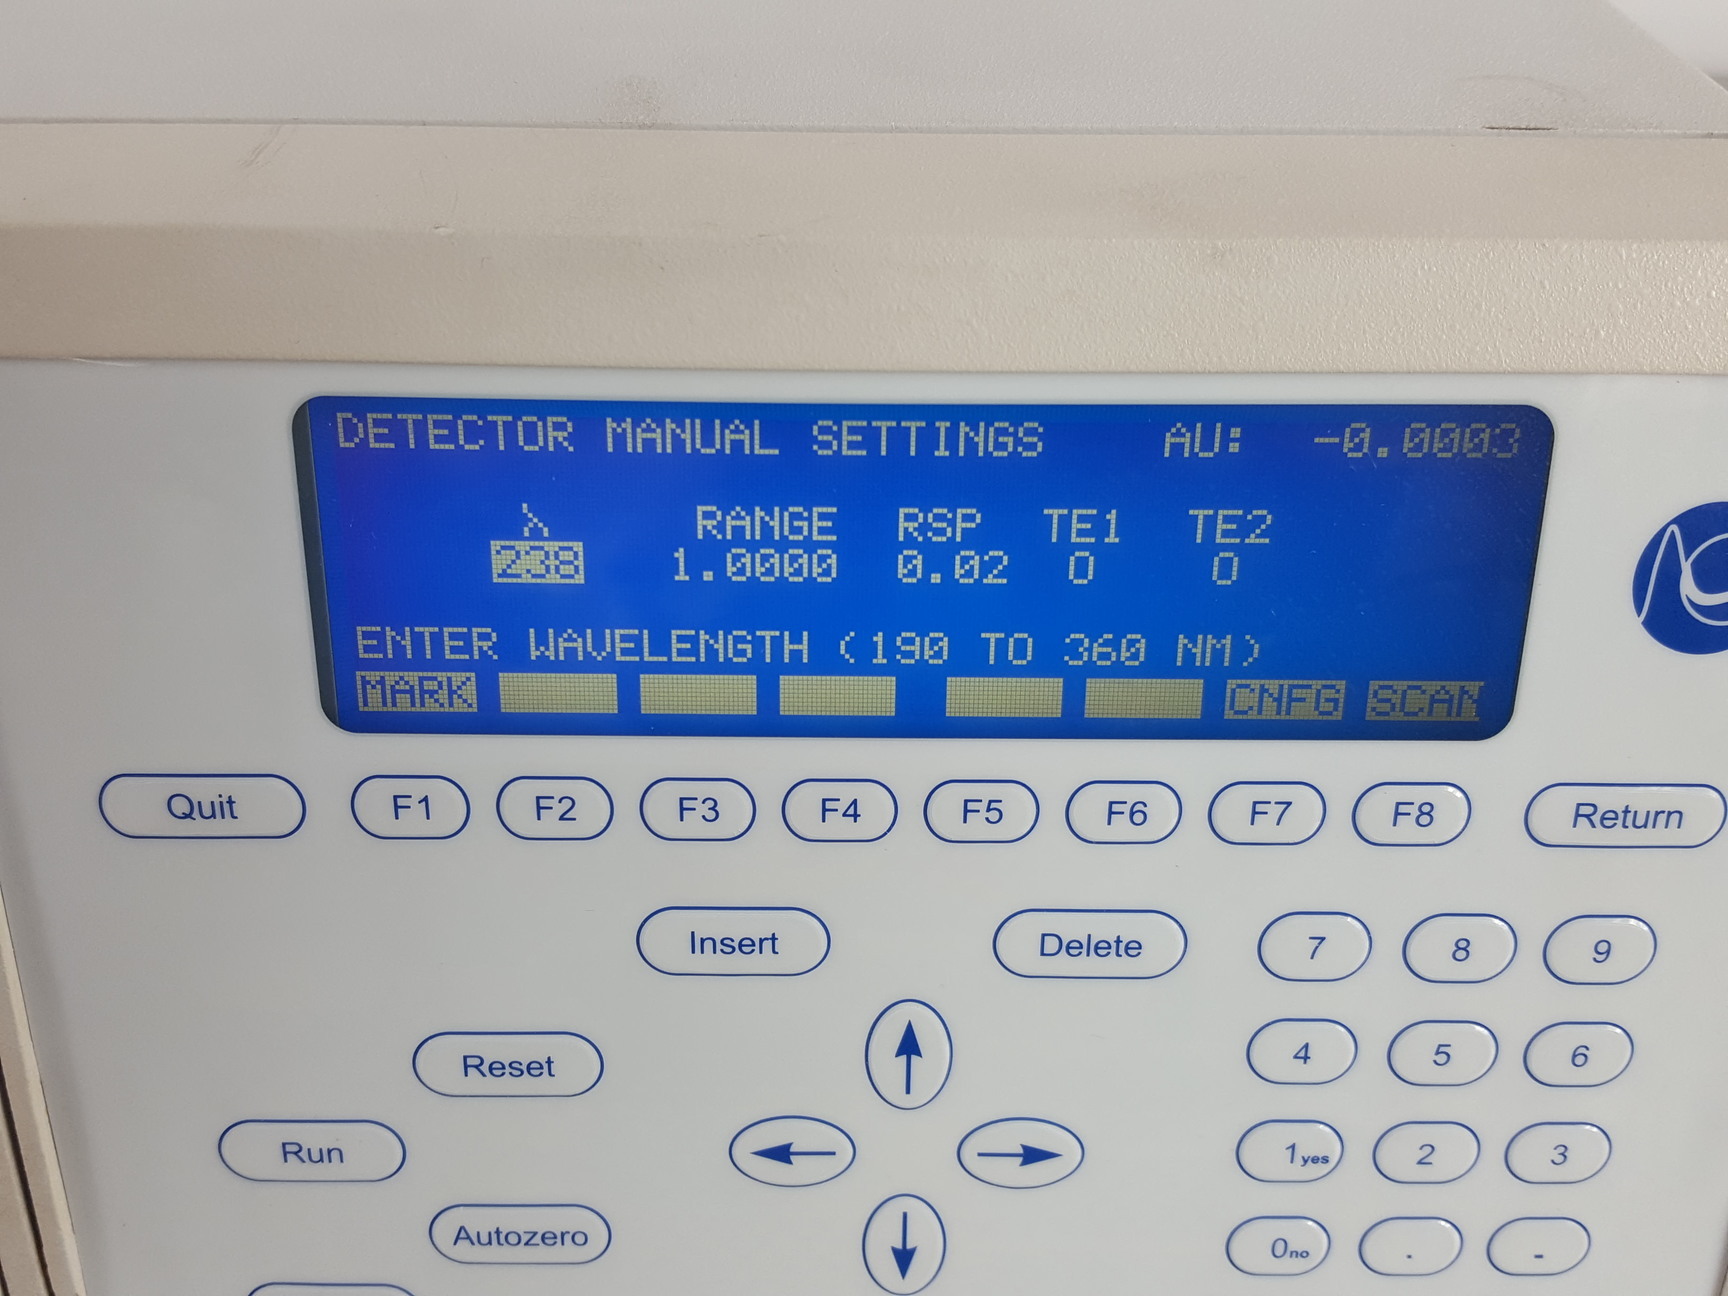 DETECTOR MANUAL SETTINGS AU: -0.0003
λ RANGE RSP TE1 TE2
1.0000 0.02 0 0
ENTER WAVELENGTH (190 TO 360 NM)
MARK CNFG SCAN
Quit F1 F2 F3 F4 F5 F6 F7 F8 Return
Insert Delete 7 8 9
Reset 4 5 6
Run 1yes 2 3
Autozero 0no . -